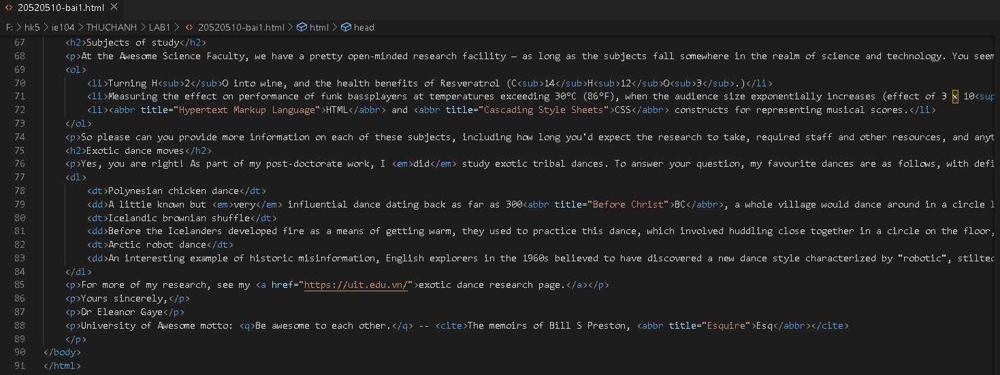 20520510-bai1.html
F: > hk5 > ie104 > THUCHANH > LAB1 > 20520510-bai1.html > html > head
67 <h2>Subjects of study</h2>
68 <p>At the Awesome Science Faculty, we have a pretty open-minded research facility — as long as the subjects fall somewhere in the realm of science and technology. You seem
69 <ol>
70 <li>Turning H<sub>2</sub>O into wine, and the health benefits of Resveratrol (C<sub>14</sub>H<sub>12</sub>O<sub>3</sub>.)</li>
71 <li>Measuring the effect on performance of funk bassplayers at temperatures exceeding 30°C (86°F), when the audience size exponentially increases (effect of 3 × 10<sup
72 <li><abbr title="Hypertext Markup Language">HTML</abbr> and <abbr title="Cascading Style Sheets">CSS</abbr> constructs for representing musical scores.</li>
73 </ol>
74 <p>So please can you provide more information on each of these subjects, including how long you'd expect the research to take, required staff and other resources, and anyt
75 <h2>Exotic dance moves</h2>
76 <p>Yes, you are right! As part of my post-doctorate work, I <em>did</em> study exotic tribal dances. To answer your question, my favourite dances are as follows, with defi
77 <dl>
78 <dt>Polynesian chicken dance</dt>
79 <dd>A little known but <em>very</em> influential dance dating back as far as 300<abbr title="Before Christ">BC</abbr>, a whole village would dance around in a circle l
80 <dt>Icelandic brownian shuffle</dt>
81 <dd>Before the Icelanders developed fire as a means of getting warm, they used to practice this dance, which involved huddling close together in a circle on the floor,
82 <dt>Arctic robot dance</dt>
83 <dd>An interesting example of historic misinformation, English explorers in the 1960s believed to have discovered a new dance style characterized by "robotic", stilted
84 </dl>
85 <p>For more of my research, see my <a href="https://uit.edu.vn/">exotic dance research page.</a></p>
86 <p>Yours sincerely,</p>
87 <p>Dr Eleanor Gaye</p>
88 <p>University of Awesome motto: <q>Be awesome to each other.</q> -- <cite>The memoirs of Bill S Preston, <abbr title="Esquire">Esq</abbr></cite>
89 </p>
90 </body>
91 </html>